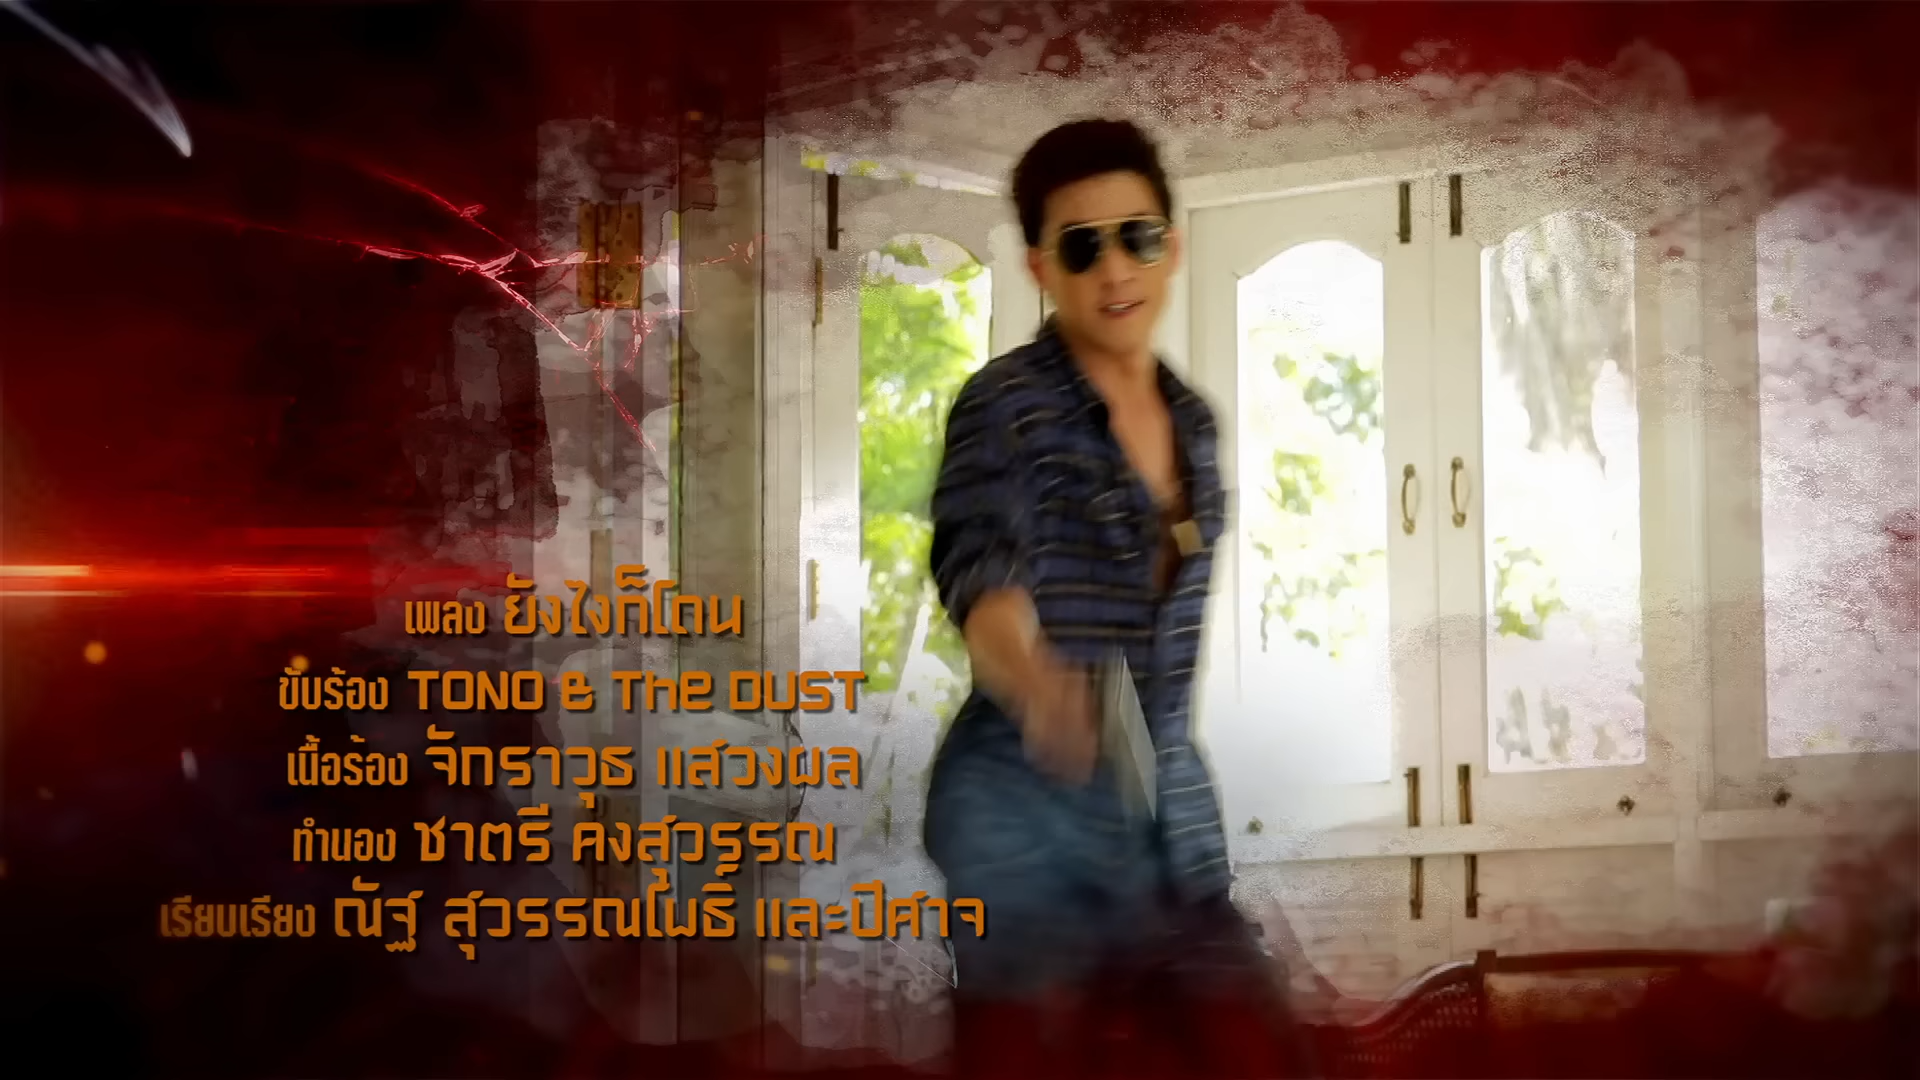 เพลง ยังไงก็โดน
ขับร้อง TONO & The DUST
เนื้อร้อง จักราวุธ แสวงผล
ทำนอง ชาตรี คงสุวรรณ
เรียบเรียง ณัฐ สุวรรณโพธิ์ และปีศาจ